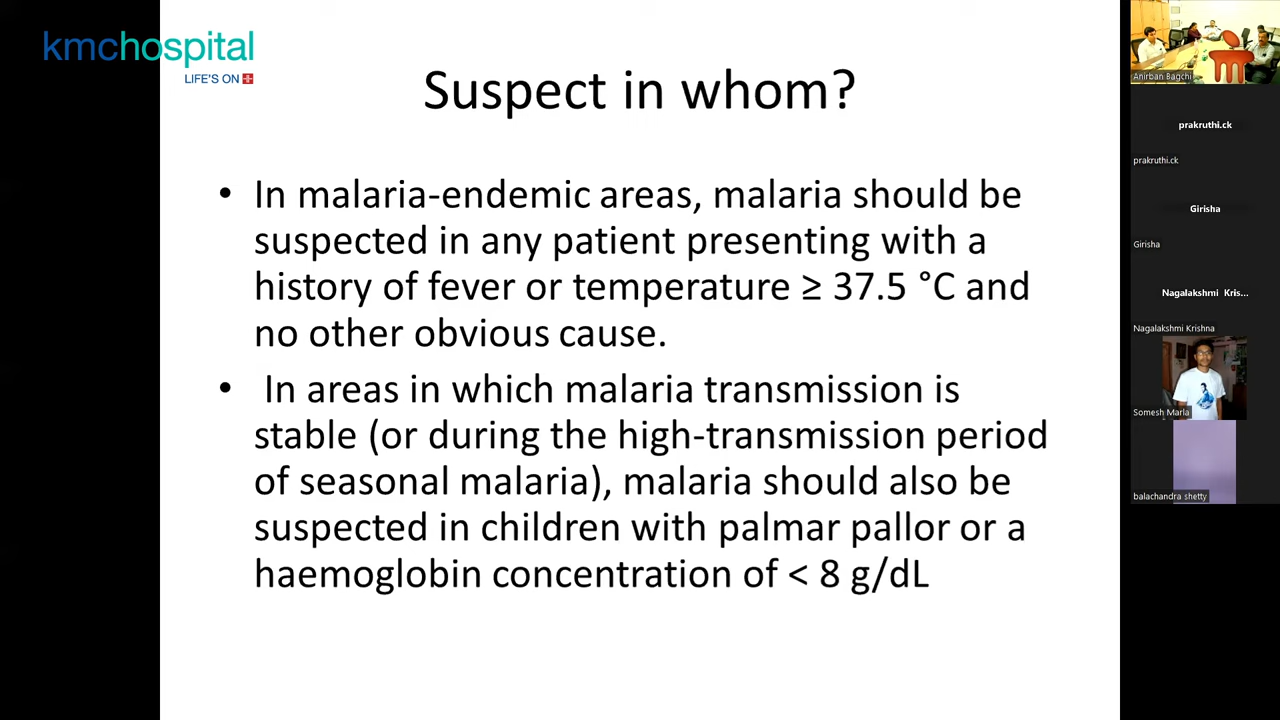 kmchospital
LIFE'S ON
Suspect in whom?
• In malaria-endemic areas, malaria should be
suspected in any patient presenting with a
history of fever or temperature ≥ 37.5 °C and
no other obvious cause.
• In areas in which malaria transmission is
stable (or during the high-transmission period
of seasonal malaria), malaria should also be
suspected in children with palmar pallor or a
haemoglobin concentration of < 8 g/dL
Anirban Bagchi
prakruthi.ck
prakruthi.ck
Girisha
Girisha
Nagalakshmi Kris...
Nagalakshmi Krishna
Somesh Marla
balachandra shetty